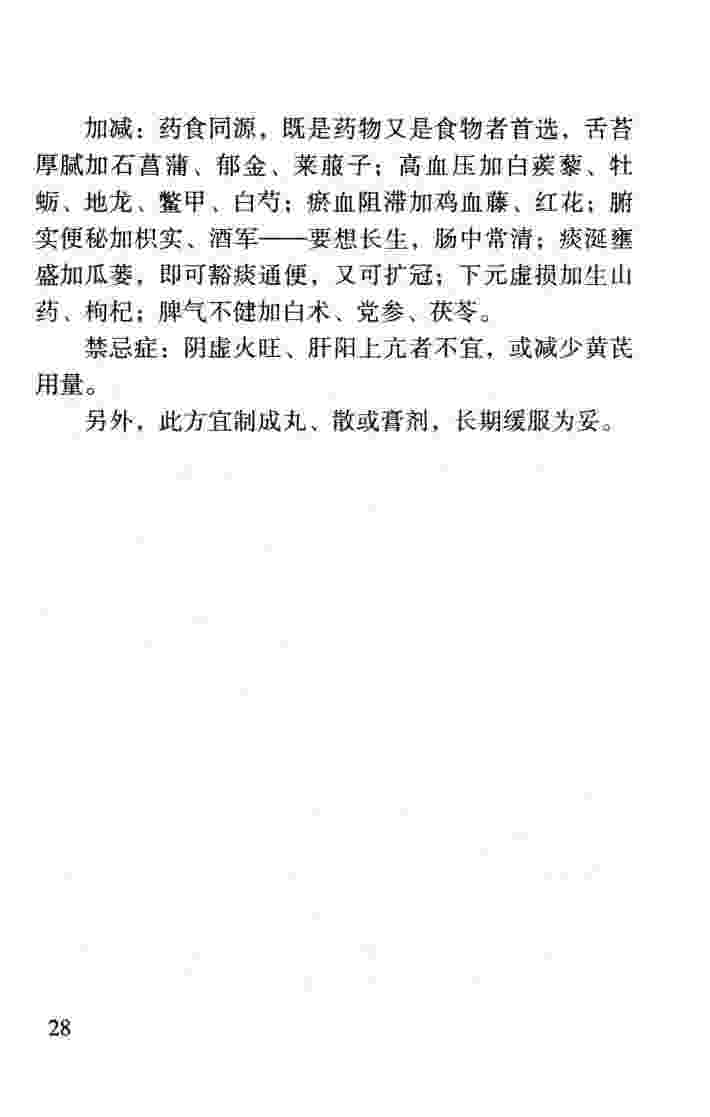 加减：药食同源，既是药物又是食物者首选，舌苔
厚腻加石菖蒲、郁金、莱菔子；高血压加白蒺藜、牡
蛎、地龙、鳖甲、白芍；瘀血阻滞加鸡血藤、红花；腑
实便秘加枳实、酒军——要想长生，肠中常清；痰涎壅
盛加瓜蒌，即可豁痰通便，又可扩冠；下元虚损加生山
药、枸杞；脾气不健加白术、党参、茯苓。
禁忌症：阴虚火旺、肝阳上亢者不宜，或减少黄芪
用量。
另外，此方宜制成丸、散或膏剂，长期缓服为妥。
28